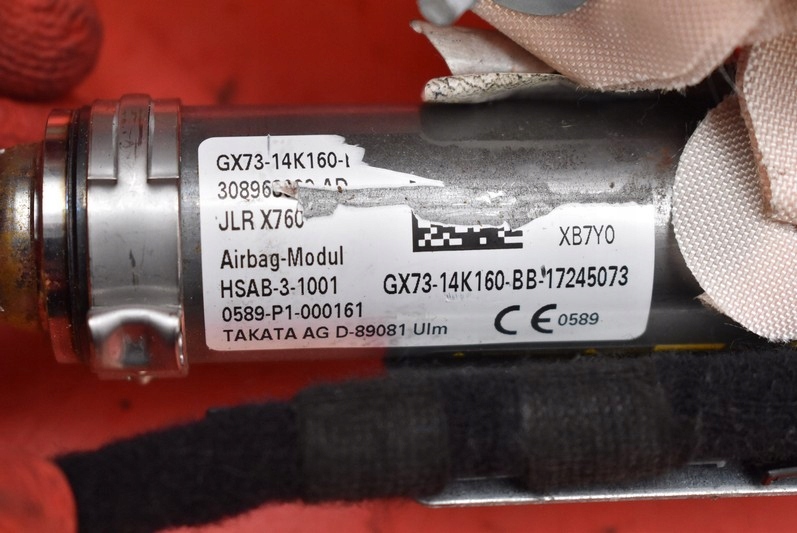 GX73-14K160-
JLR X760
XB7Y0
Airbag-Modul
HSAB-3-1001
GX73-14K160-BB-17245073
0589-P1-000161
CE 0589
TAKATA AG D-89081 Ulm